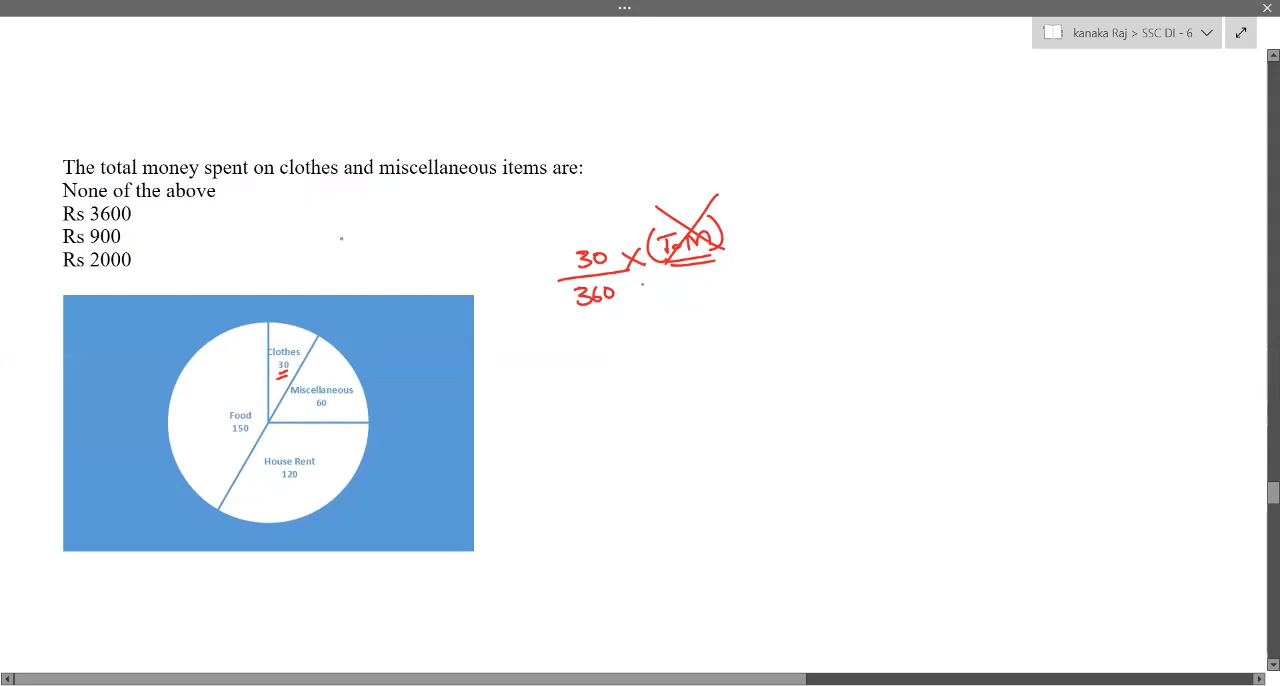 ...
kanaka Raj > SSC DI - 6
The total money spent on clothes and miscellaneous items are:
None of the above
Rs 3600
Rs 900
Rs 2000
30 × (ToM)
360
Clothes
30
Miscellaneous
60
Food
150
House Rent
120